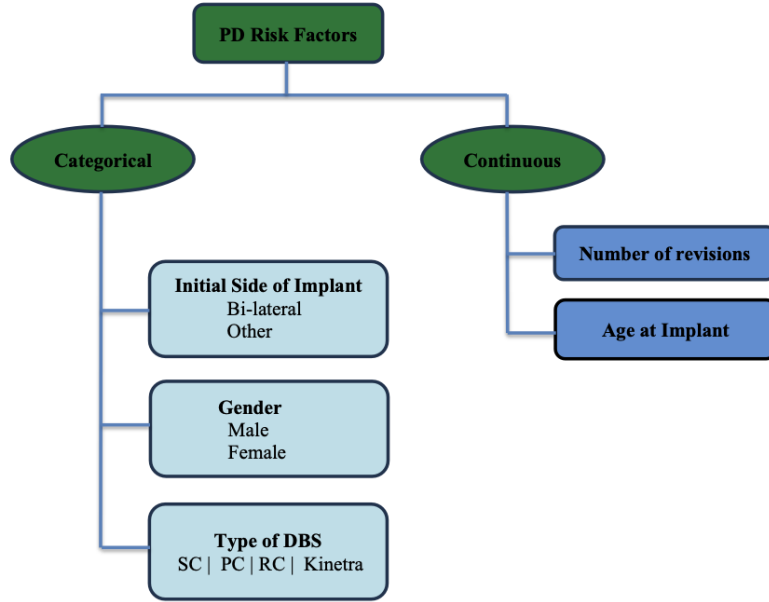 PD Risk Factors
Categorical
Continuous
Initial Side of Implant
Bi-lateral
Other
Gender
Male
Female
Type of DBS
SC | PC | RC | Kinetra
Number of revisions
Age at Implant